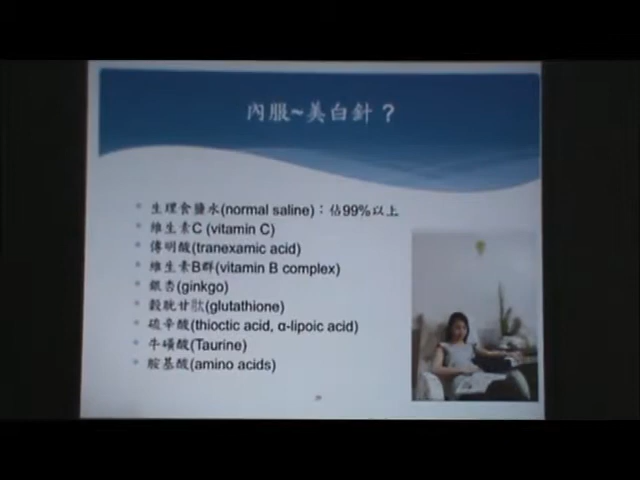 內服~美白針？
生理食鹽水(normal saline)：佔99%以上
維生素C (vitamin C)
傳明酸(tranexamic acid)
維生素B群(vitamin B complex)
銀杏(ginkgo)
穀胱甘肽(glutathione)
硫辛酸(thioctic acid, α-lipoic acid)
牛磺酸(Taurine)
胺基酸(amino acids)